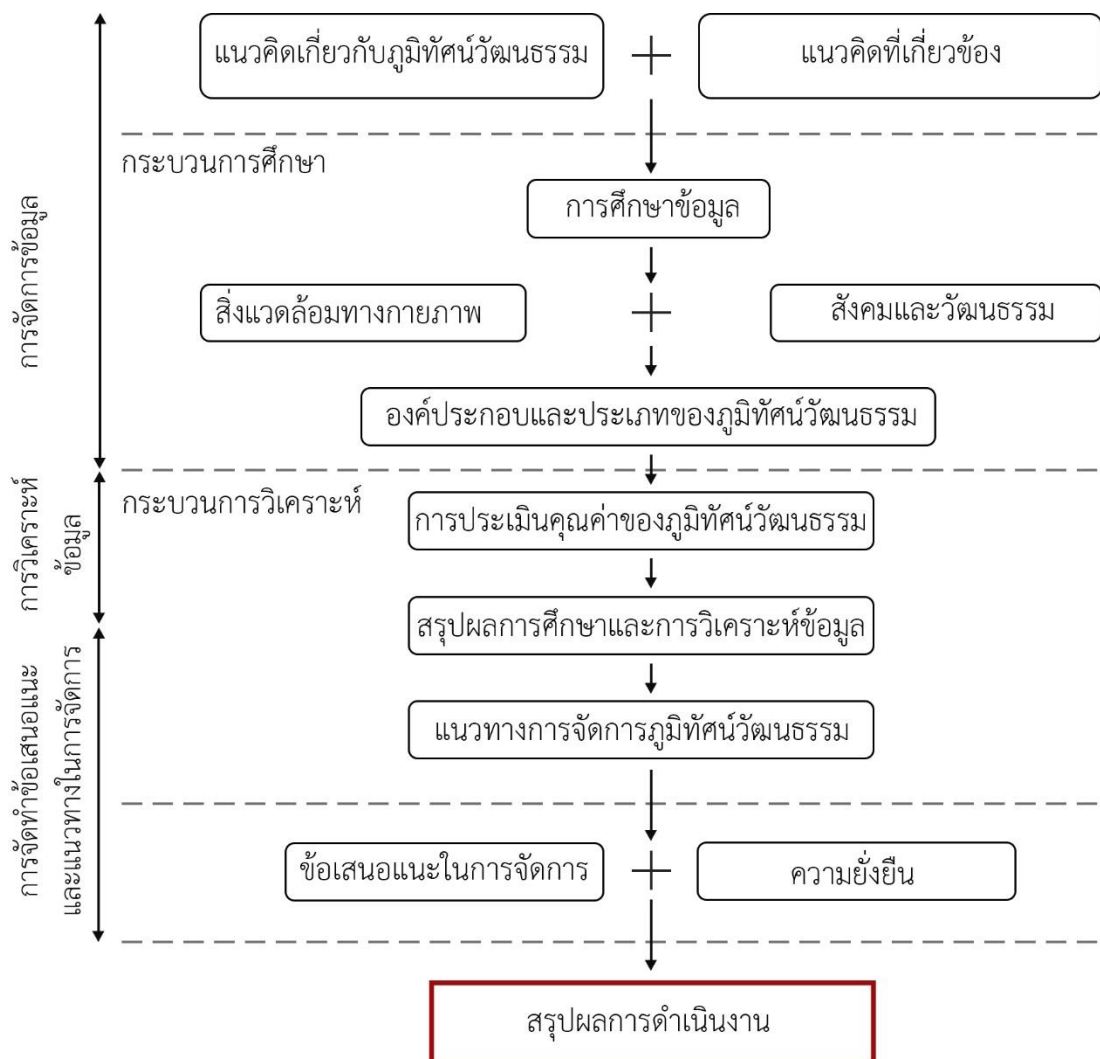 แนวคิดเกี่ยวกับภูมิทัศน์วัฒนธรรม
แนวคิดที่เกี่ยวข้อง
กระบวนการศึกษา
การศึกษาข้อมูล
การจัดการข้อมูล
สิ่งแวดล้อมทางกายภาพ
สังคมและวัฒนธรรม
องค์ประกอบและประเภทของภูมิทัศน์วัฒนธรรม
กระบวนการวิเคราะห์
การวิเคราะห์
ข้อมูล
การประเมินคุณค่าของภูมิทัศน์วัฒนธรรม
สรุปผลการศึกษาและการวิเคราะห์ข้อมูล
แนวทางการจัดการภูมิทัศน์วัฒนธรรม
การจัดทำข้อเสนอแนะ
และแนวทางในการจัดการ
ข้อเสนอแนะในการจัดการ
ความยั่งยืน
สรุปผลการดำเนินงาน